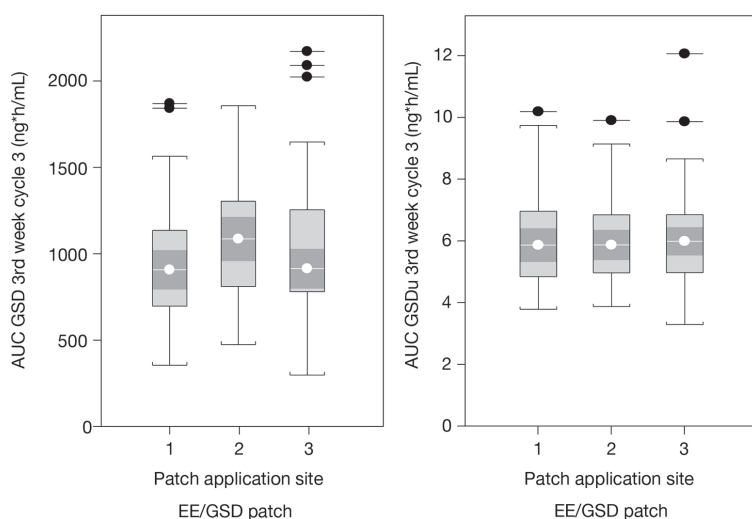 AUC GSD 3rd week cycle 3 (ng*h/mL)
2000
1500
1000
500
0
1 2 3
Patch application site
EE/GSD patch
AUC GSDu 3rd week cycle 3 (ng*h/mL)
12
10
8
6
4
2
0
1 2 3
Patch application site
EE/GSD patch